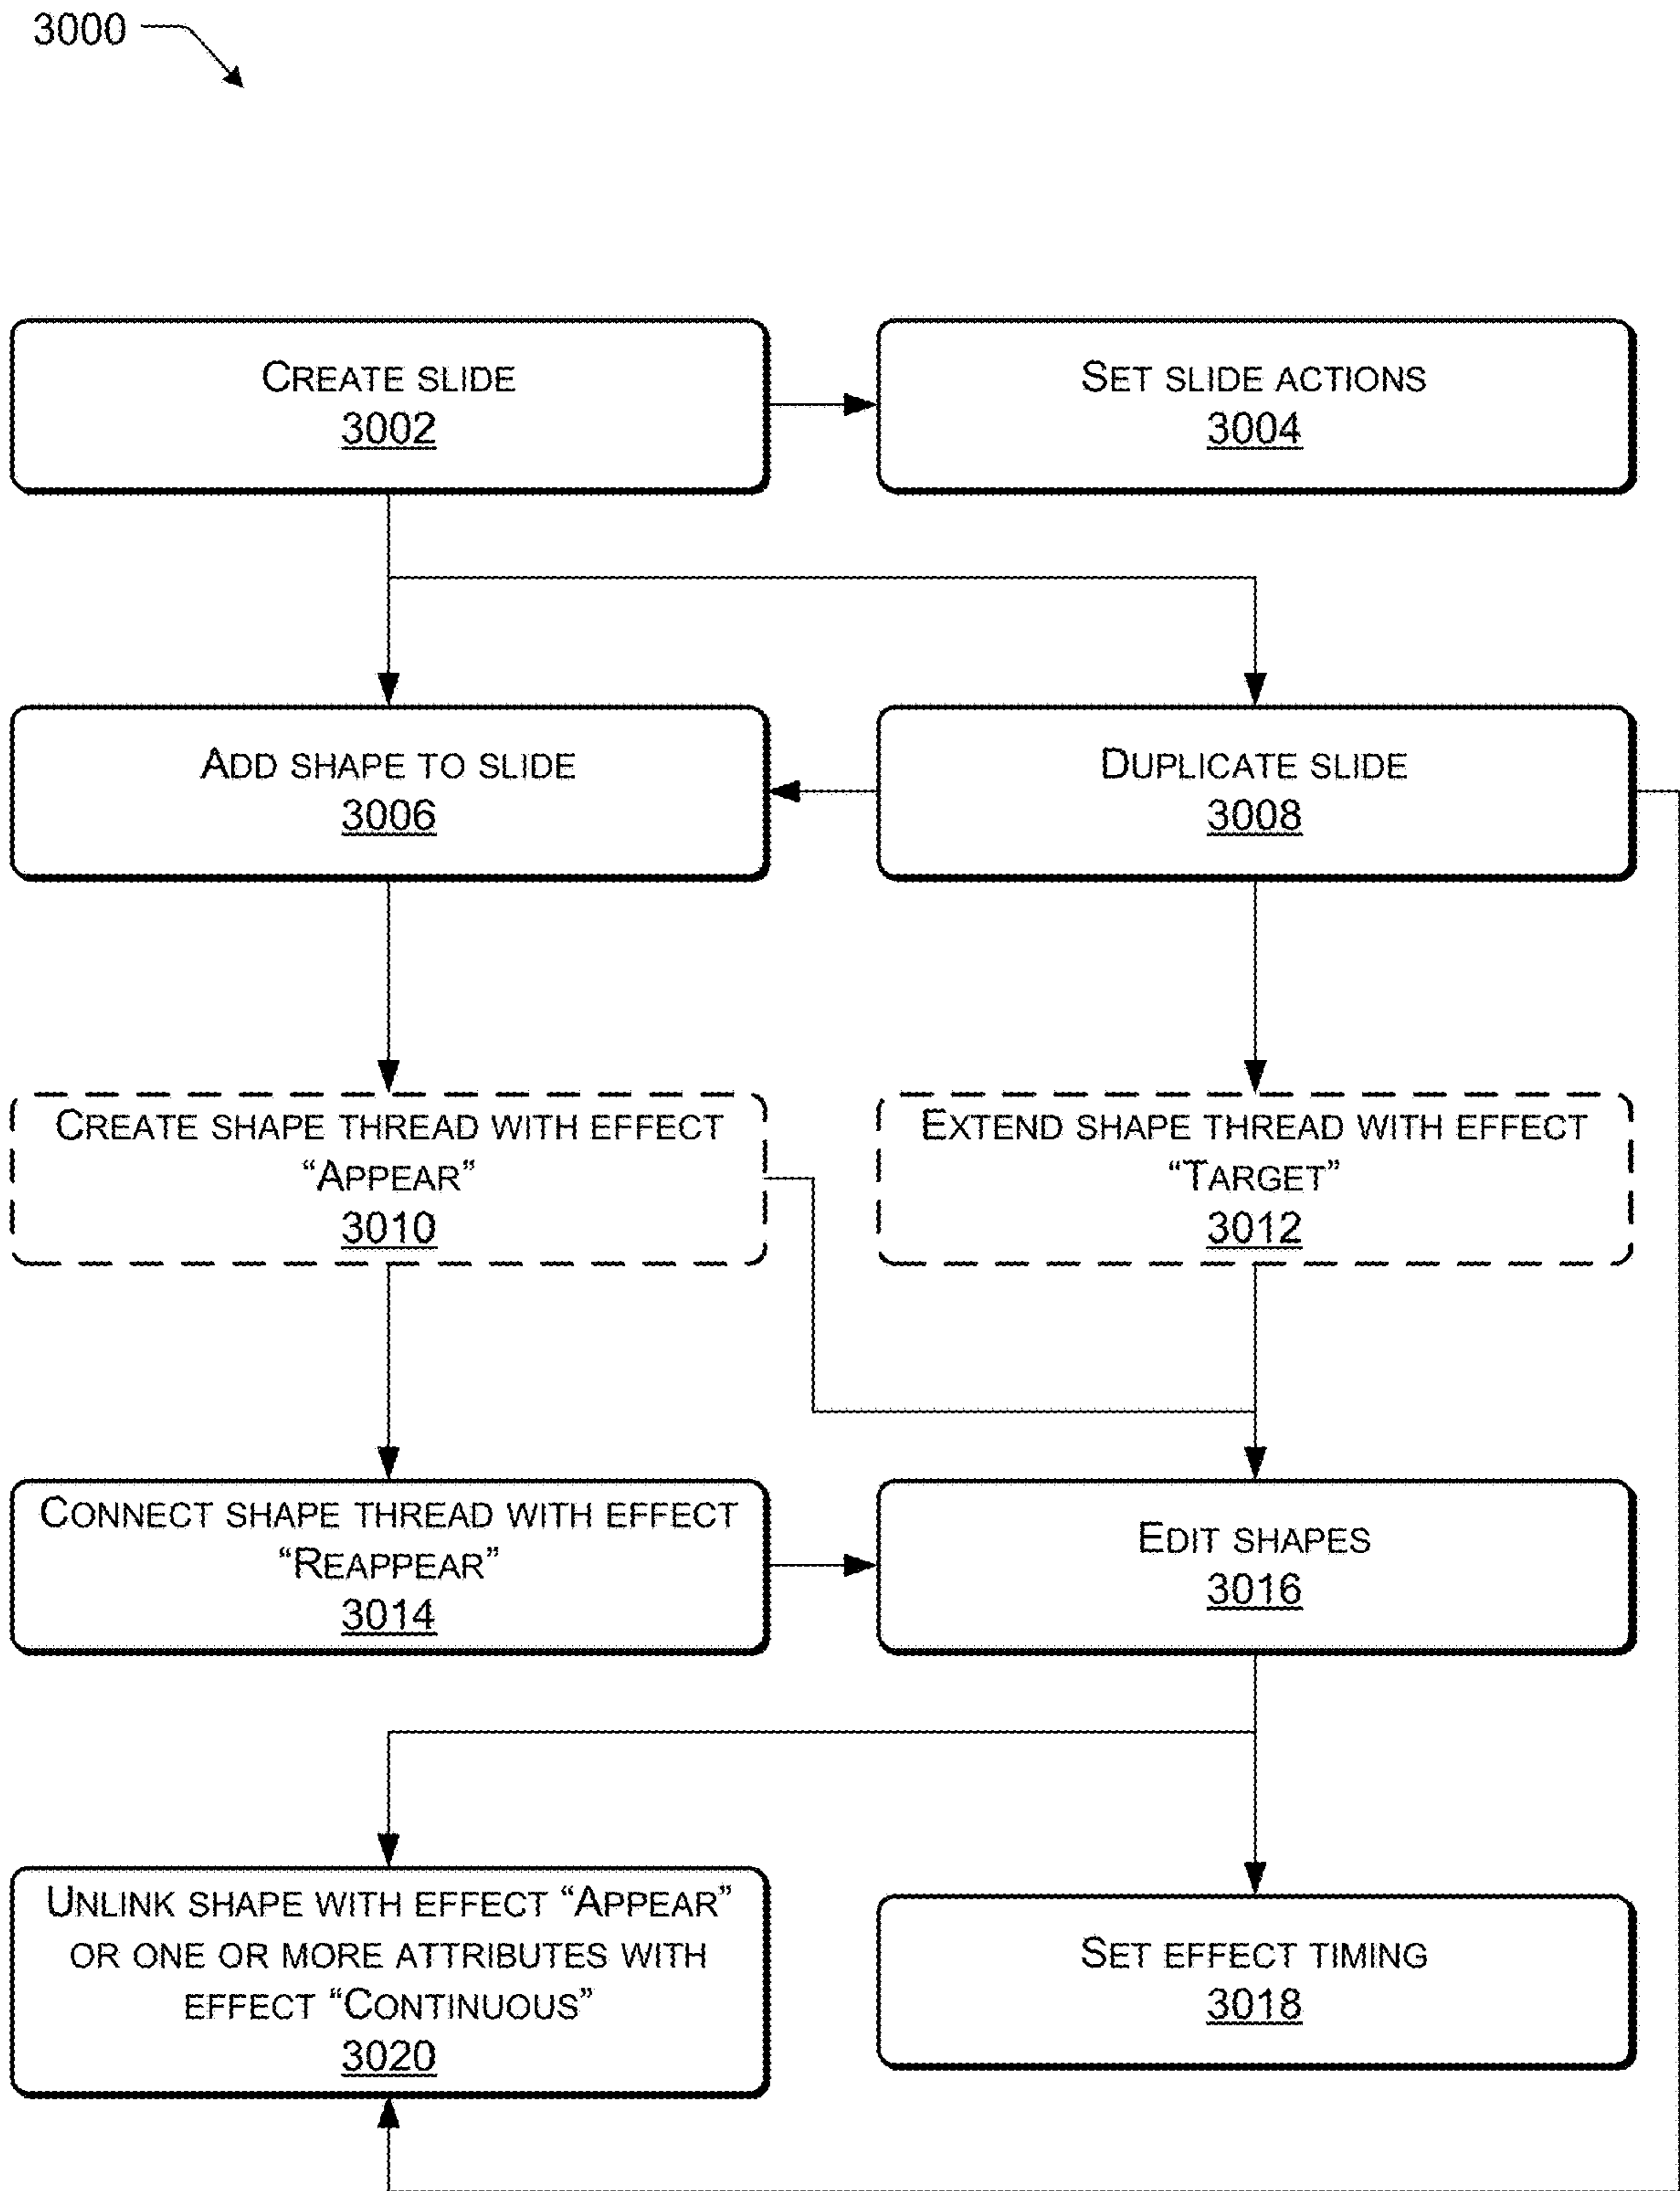 3000
CREATE SLIDE
3002
SET SLIDE ACTIONS
3004
ADD SHAPE TO SLIDE
3006
DUPLICATE SLIDE
3008
CREATE SHAPE THREAD WITH EFFECT
“APPEAR”
3010
EXTEND SHAPE THREAD WITH EFFECT
“TARGET”
3012
CONNECT SHAPE THREAD WITH EFFECT
“REAPPEAR”
3014
EDIT SHAPES
3016
UNLINK SHAPE WITH EFFECT “APPEAR”
OR ONE OR MORE ATTRIBUTES WITH
EFFECT “CONTINUOUS”
3020
SET EFFECT TIMING
3018